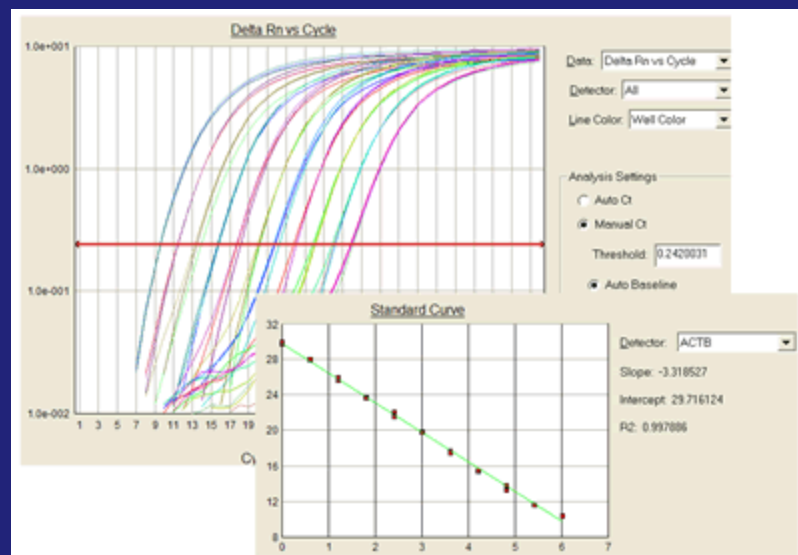 Delta Rn vs Cycle
1.0e+001
1.0e+000
1.0e-001
1.0e-002
1 3 5 7 9 11 13 15 17 19
Cy
Data: Delta Rn vs Cycle
Detector: All
Line Color: Well Color
Analysis Settings
Auto Ct
Manual Ct
Threshold: 0.2420031
Auto Baseline
Standard Curve
32
28
24
20
16
12
8
0 1 2 3 4 5 6 7
Detector: ACTB
Slope: -3.318527
Intercept: 29.716124
R2: 0.997886